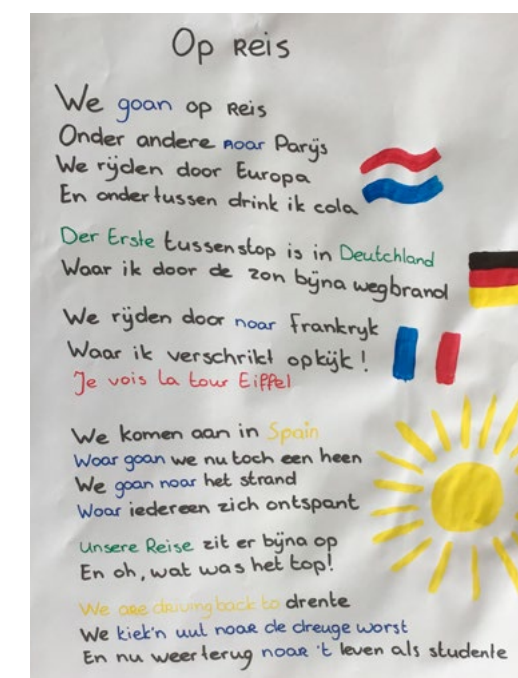 Op Reis
We goan op Reis
Onder andere noar Parijs
We rijden door Europa
En ondertussen drink ik cola
Der Erste tussenstop is in Deutchland
Waar ik door de zon bijna wegbrand
We rijden door noar Frankryk
Waar ik verschrikt opkijk!
Je vois la tour Eiffel
We komen aan in Spain
Woar goan we nu toch een heen
We goan noar het strand
Woar iedereen zich ontspant
Unsere Reise zit er bijna op
En oh, wat was het top!
We are driving back to drente
We kiek'n uut noar de dreuge worst
En nu weer terug noar 't leven als studente